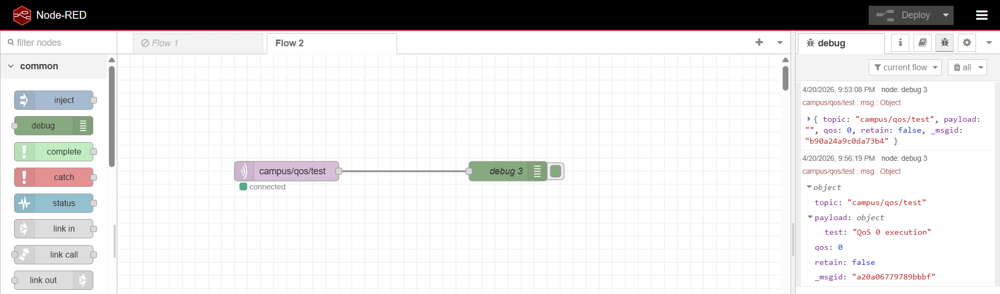 Node-RED
Deploy
filter nodes
Flow 1
Flow 2
debug
common
current flow
all
inject
debug
complete
catch
status
link in
link call
link out
campus/qos/test
connected
debug 3
4/20/2026, 9:53:08 PM node: debug 3
campus/qos/test : msg : Object
{ topic: "campus/qos/test", payload:
"", qos: 0, retain: false, _msgid:
"b90a24a9c0da73b4" }
4/20/2026, 9:56:19 PM node: debug 3
campus/qos/test : msg : Object
object
topic: "campus/qos/test"
payload: object
test: "QoS 0 execution"
qos: 0
retain: false
_msgid: "a20a06779789bbbf"